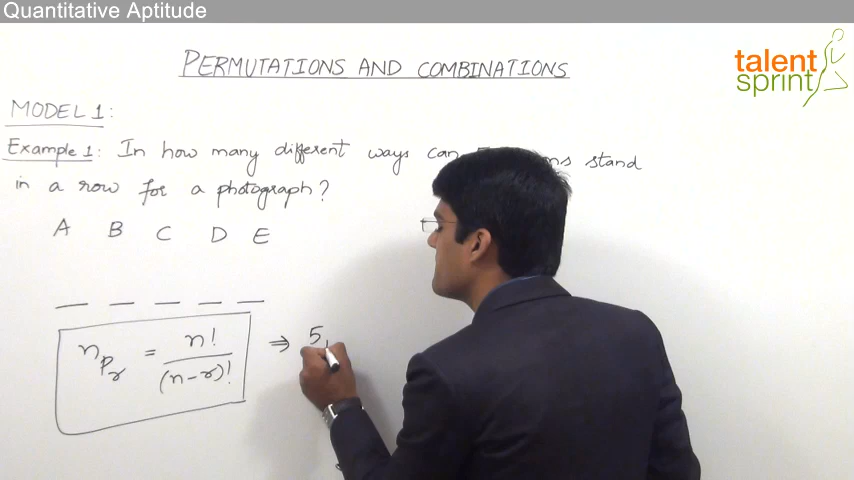 Quantitative Aptitude
talent
sprint
PERMUTATIONS AND COMBINATIONS
MODEL 1:
Example 1: In how many different ways can stand
in a row for a photograph?
A B C D E
nPr = n!/(n-r)! ⇒ 5